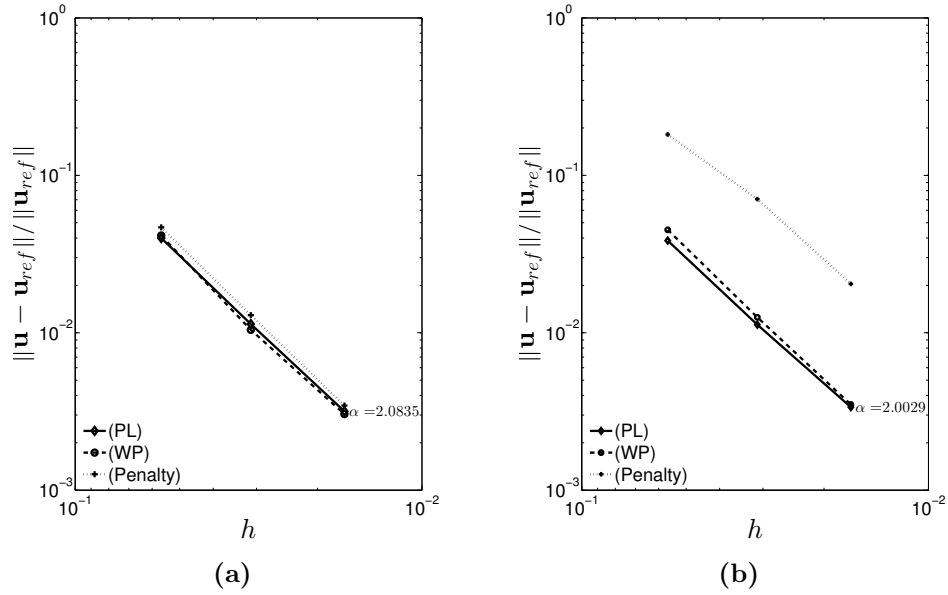 10^0
10^-1
10^-2
10^-3
||u − u_ref||/||u_ref||
α =2.0835
(PL)
(WP)
(Penalty)
10^-1
10^-2
h
(a)
10^0
10^-1
10^-2
10^-3
||u − u_ref||/||u_ref||
α =2.0029
(PL)
(WP)
(Penalty)
10^-1
10^-2
h
(b)